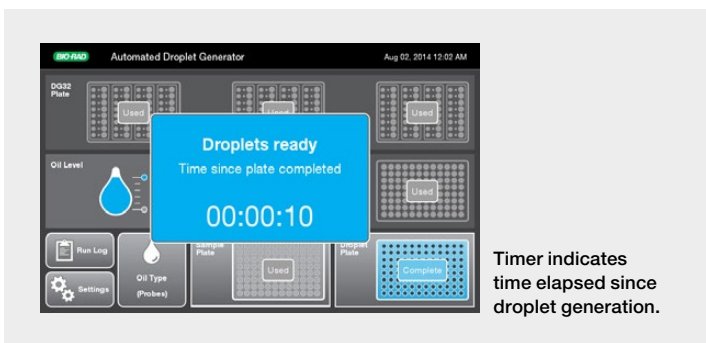 BIO-RAD Automated Droplet Generator Aug 02, 2014 12:02 AM
DG32
Plate
Used
Used
Used
Droplets ready
Time since plate completed
00:00:10
Oil Level
Used
Run Log
Settings
Oil Type
(Probes)
Sample
Plate
Used
Droplet
Plate
Complete
Timer indicates
time elapsed since
droplet generation.